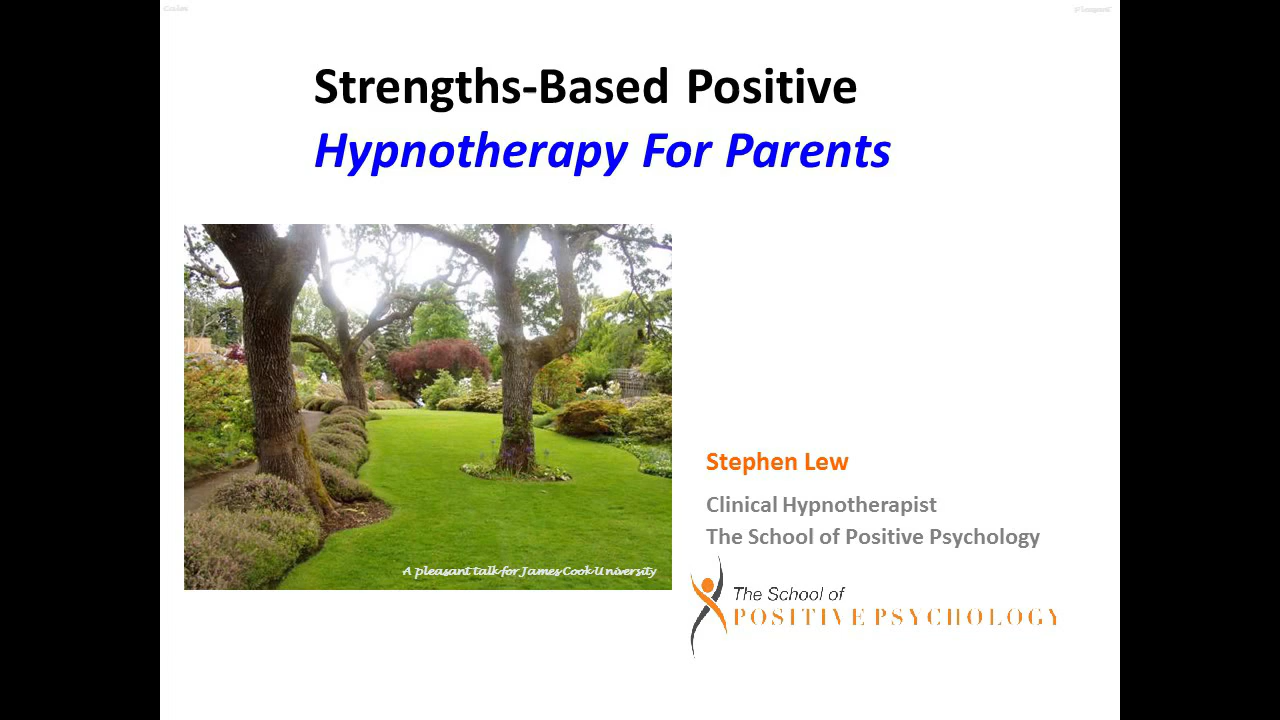 Calm
Strengths-Based Positive
Hypnotherapy For Parents
Stephen Lew
Clinical Hypnotherapist
The School of Positive Psychology
A pleasant talk for James Cook University
The School of
POSITIVE PSYCHOLOGY